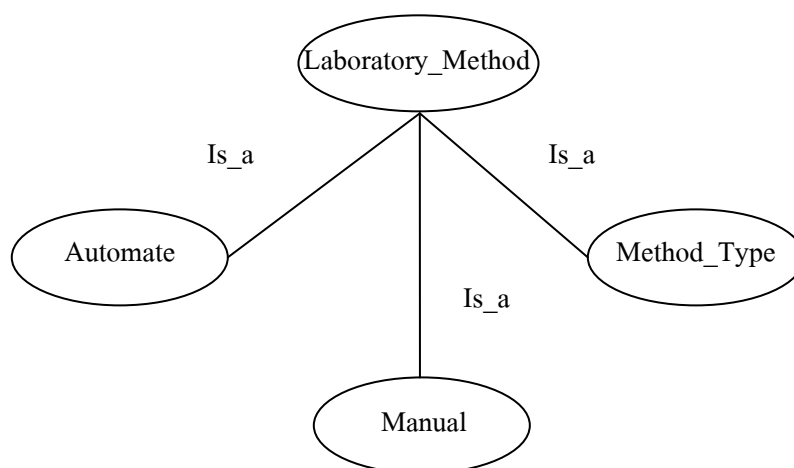 Laboratory_Method
Is_a
Is_a
Automate
Method_Type
Is_a
Manual